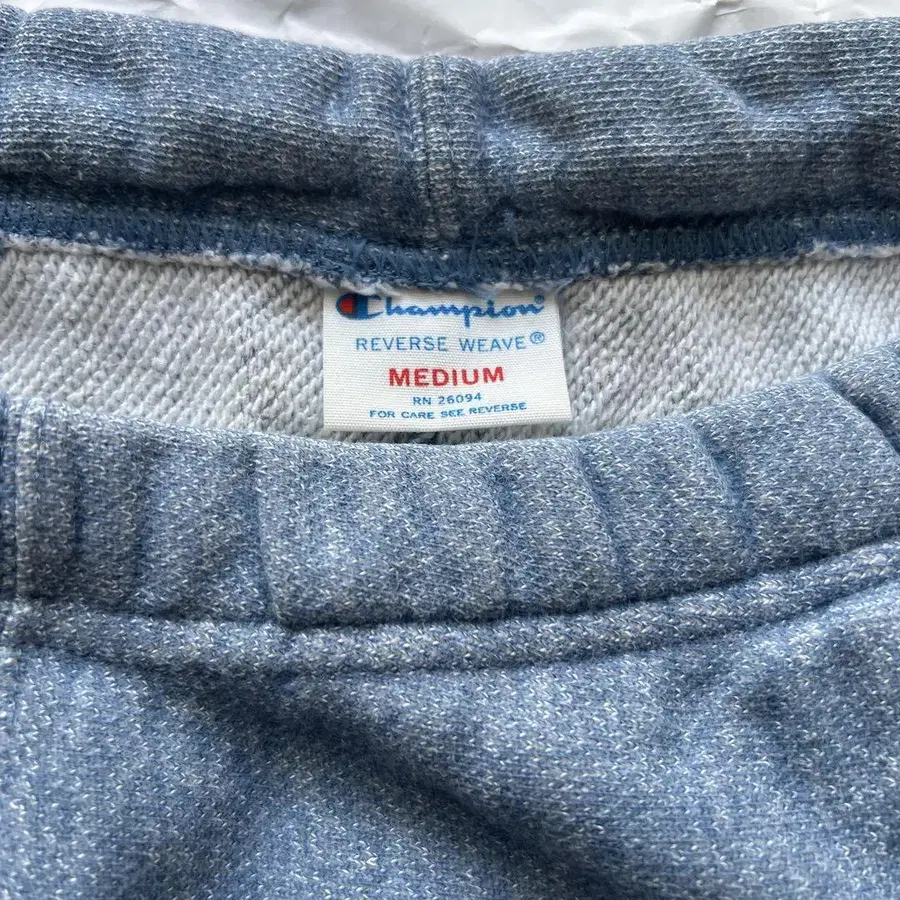 Champion®
REVERSE WEAVE®
MEDIUM
RN 26094
FOR CARE SEE REVERSE